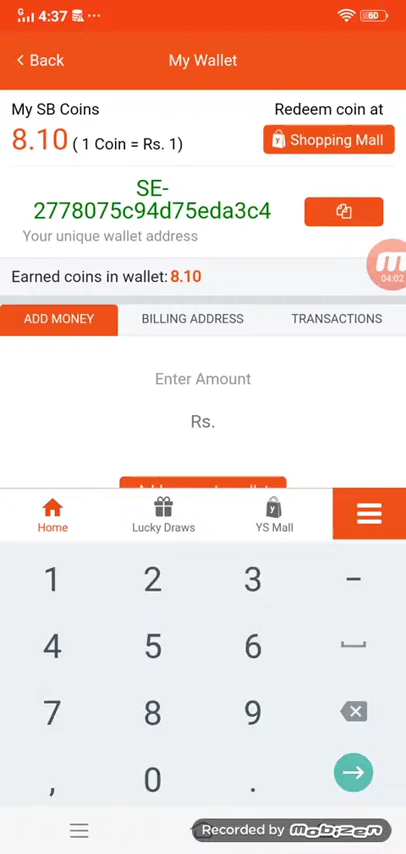 G 4:37 ... 60
< Back My Wallet
My SB Coins Redeem coin at
8.10 ( 1 Coin = Rs. 1) Shopping Mall
SE-
2778075c94d75eda3c4
Your unique wallet address
Earned coins in wallet: 8.10
04:02
ADD MONEY BILLING ADDRESS TRANSACTIONS
Enter Amount
Rs.
Home Lucky Draws YS Mall
1 2 3 -
4 5 6
7 8 9
, 0 .
Recorded by mobizen